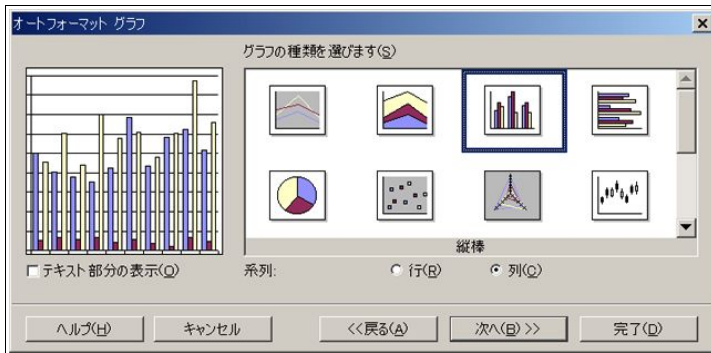 オートフォーマット グラフ
グラフの種類を選びます(S)
縦棒
テキスト部分の表示(O)
系列:
行(R)
列(C)
ヘルプ(H)
キャンセル
<<戻る(A)
次へ(B) >>
完了(D)